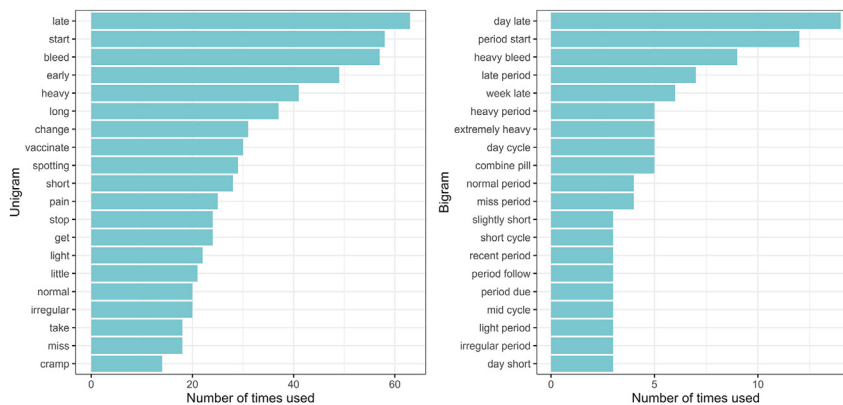 Unigram
late
start
bleed
early
heavy
long
change
vaccinate
spotting
short
pain
stop
get
light
little
normal
irregular
take
miss
cramp
0 20 40 60
Number of times used
Bigram
day late
period start
heavy bleed
late period
week late
heavy period
extremely heavy
day cycle
combine pill
normal period
miss period
slightly short
short cycle
recent period
period follow
period due
mid cycle
light period
irregular period
day short
0 5 10
Number of times used